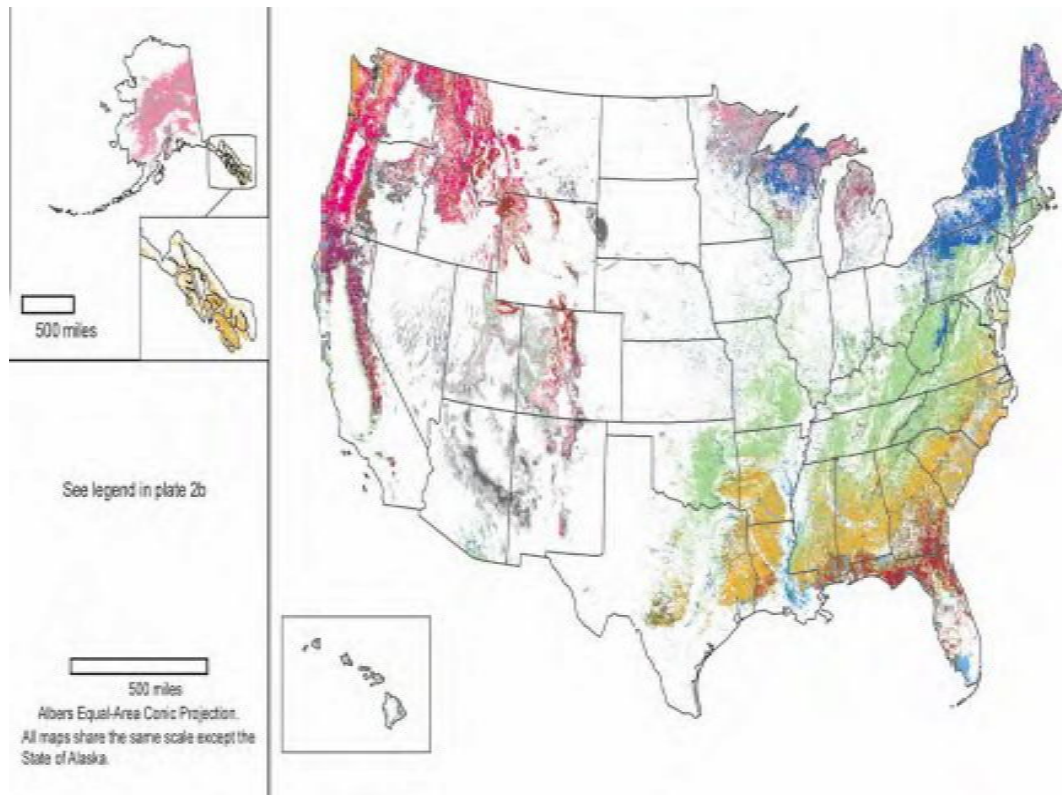 500 miles
See legend in plate 2b
500 miles
Albers Equal-Area Conic Projection.
All maps share the same scale except the
State of Alaska.